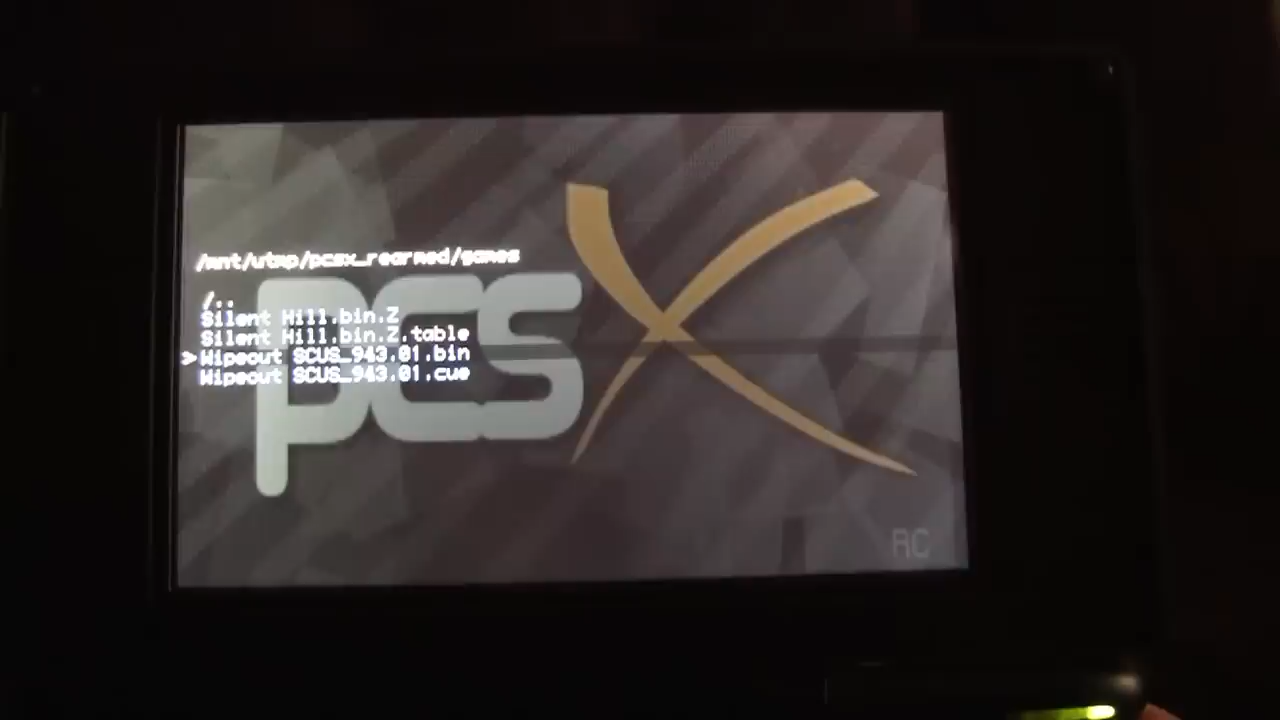 /mnt/utmp/pcsx_rearmed/games
/..
Silent Hill.bin.Z
Silent Hill.bin.Z.table
>Wipeout SCUS_943.01.bin
Wipeout SCUS_943.01.cue
pcsx
RC